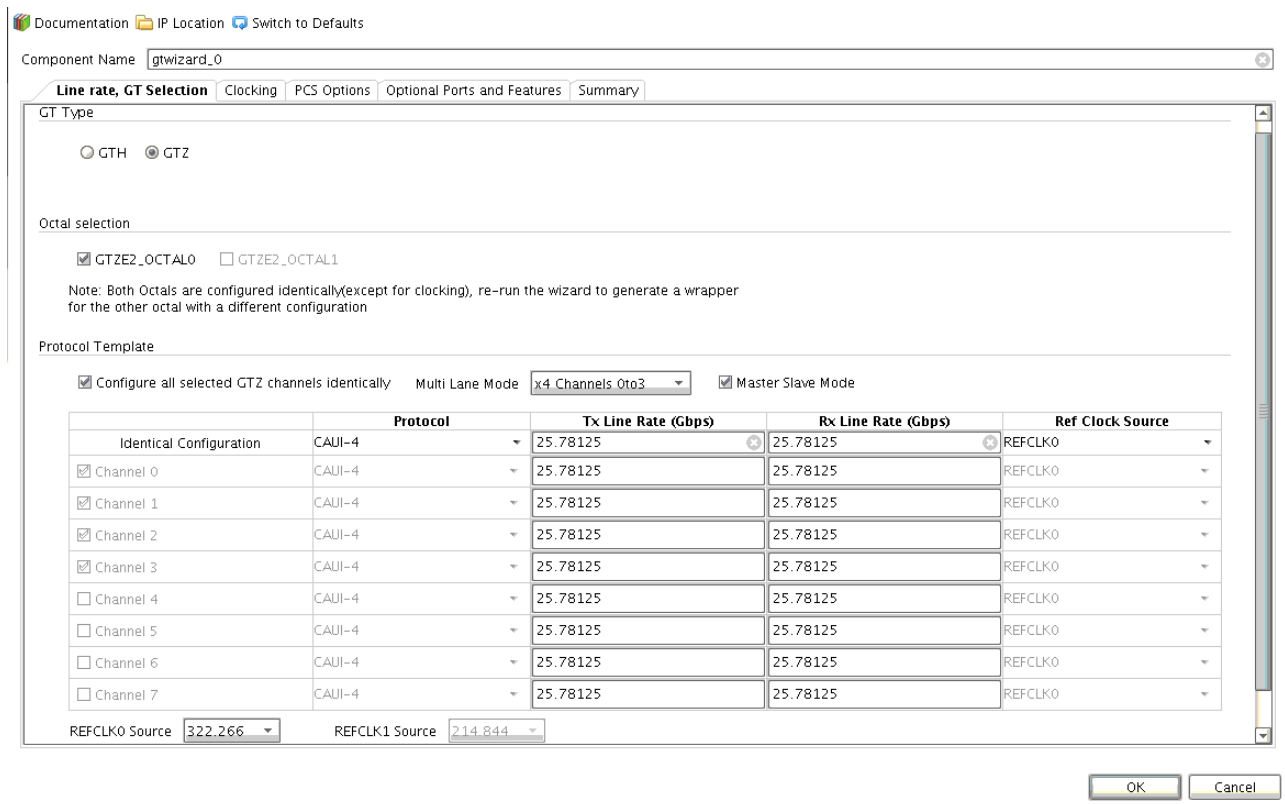 Documentation IP Location Switch to Defaults
Component Name gtwizard_0
Line rate, GT Selection Clocking PCS Options Optional Ports and Features Summary
GT Type
GTH GTZ
Octal selection
GTZE2_OCTAL0 GTZE2_OCTAL1
Note: Both Octals are configured identically(except for clocking), re-run the wizard to generate a wrapper
for the other octal with a different configuration
Protocol Template
Configure all selected GTZ channels identically Multi Lane Mode x4 Channels 0to3 Master Slave Mode
Protocol Tx Line Rate (Gbps) Rx Line Rate (Gbps) Ref Clock Source
Identical Configuration CAUI-4 25.78125 25.78125 REFCLK0
Channel 0 CAUI-4 25.78125 25.78125 REFCLK0
Channel 1 CAUI-4 25.78125 25.78125 REFCLK0
Channel 2 CAUI-4 25.78125 25.78125 REFCLK0
Channel 3 CAUI-4 25.78125 25.78125 REFCLK0
Channel 4 CAUI-4 25.78125 25.78125 REFCLK0
Channel 5 CAUI-4 25.78125 25.78125 REFCLK0
Channel 6 CAUI-4 25.78125 25.78125 REFCLK0
Channel 7 CAUI-4 25.78125 25.78125 REFCLK0
REFCLK0 Source 322.266 REFCLK1 Source 214.844
OK Cancel